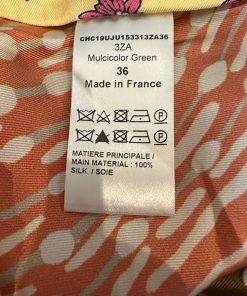 CHC19UJU153313ZA36
3ZA
Mulcicolor Green
36
Made in France
MATIERE PRINCIPALE /
MAIN MATERIAL : 100%
SILK / SOIE